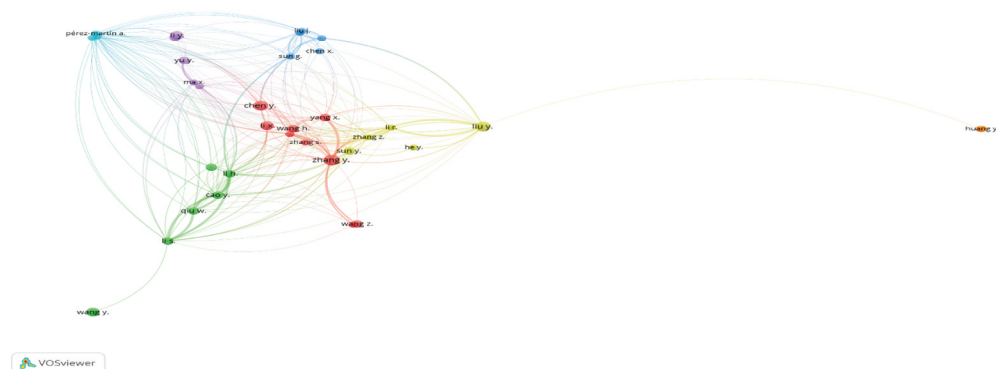 pérez-martín a.
li y.
liu j.
chen x.
sun g.
yu y.
ma x.
chen y.
yang x.
li x.
wang h.
li r.
liu y.
huang y.
zhang z.
zhang s.
he y.
sun y.
zhang y.
li h.
cao y.
qiu w.
wang z.
li s.
wang y.
VOSviewer